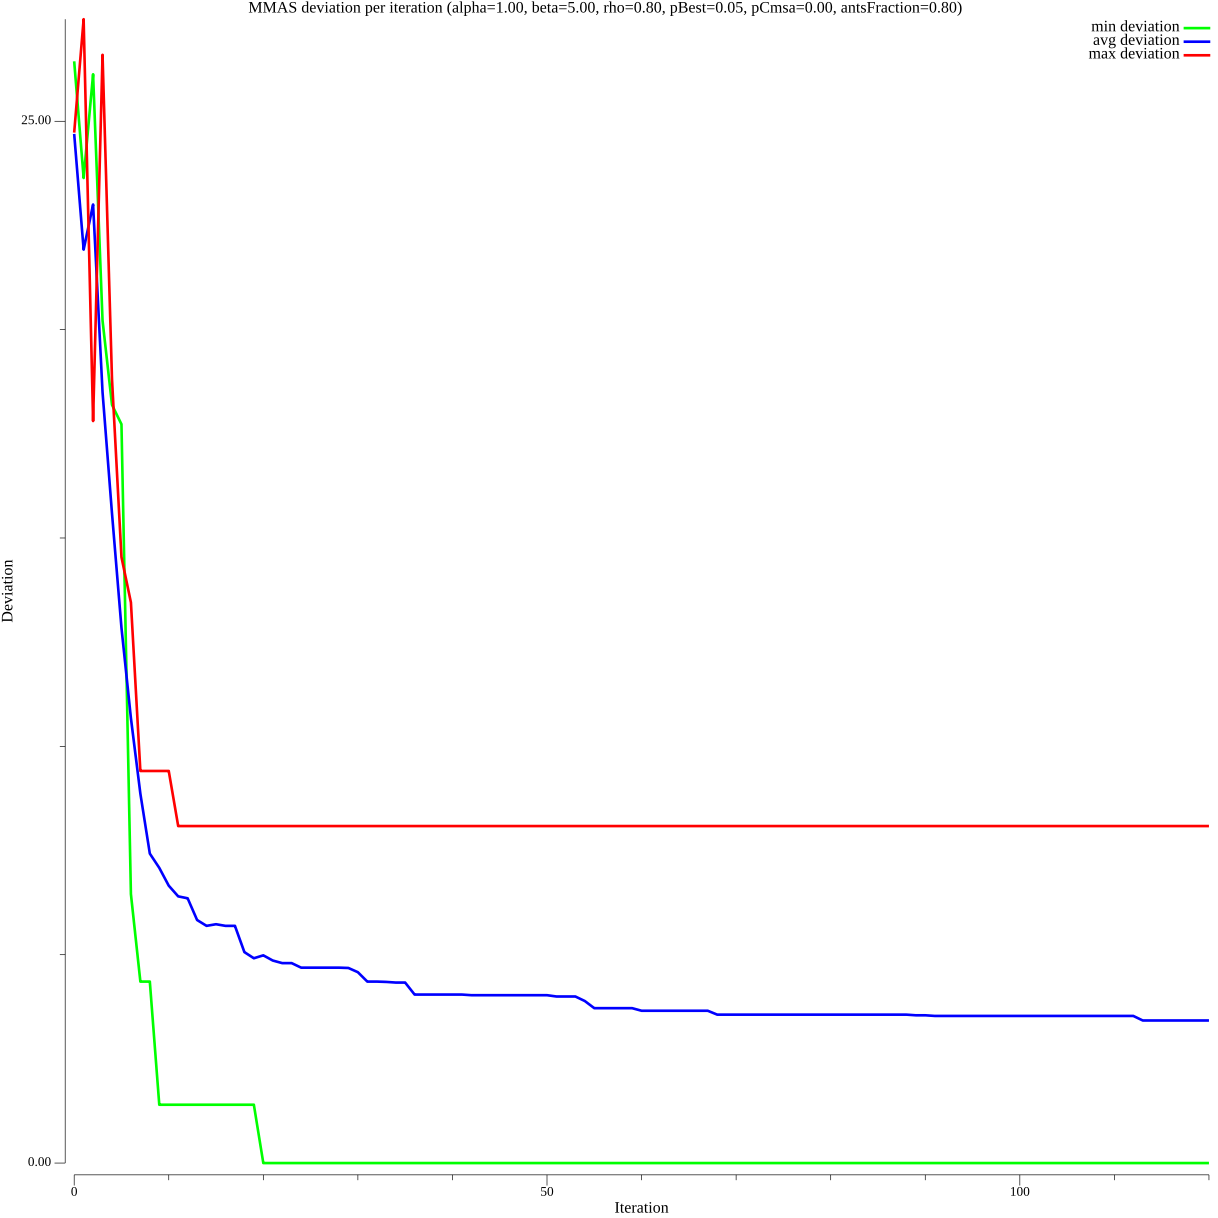 MMAS deviation per iteration (alpha=1.00, beta=5.00, rho=0.80, pBest=0.05, pCmsa=0.00, antsFraction=0.80)
min deviation
avg deviation
max deviation
25.00
Deviation
0.00
0
50
100
Iteration